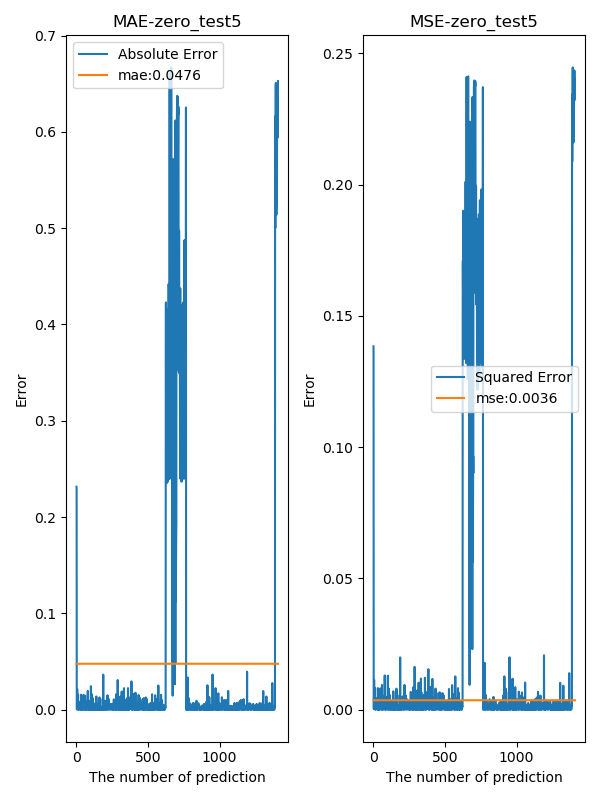 MAE-zero_test5
0.7
0.6
0.5
0.4
0.3
0.2
0.1
0.0
Error
Absolute Error
mae:0.0476
0
500
1000
The number of prediction
MSE-zero_test5
0.25
0.20
0.15
0.10
0.05
0.00
Error
Squared Error
mse:0.0036
0
500
1000
The number of prediction